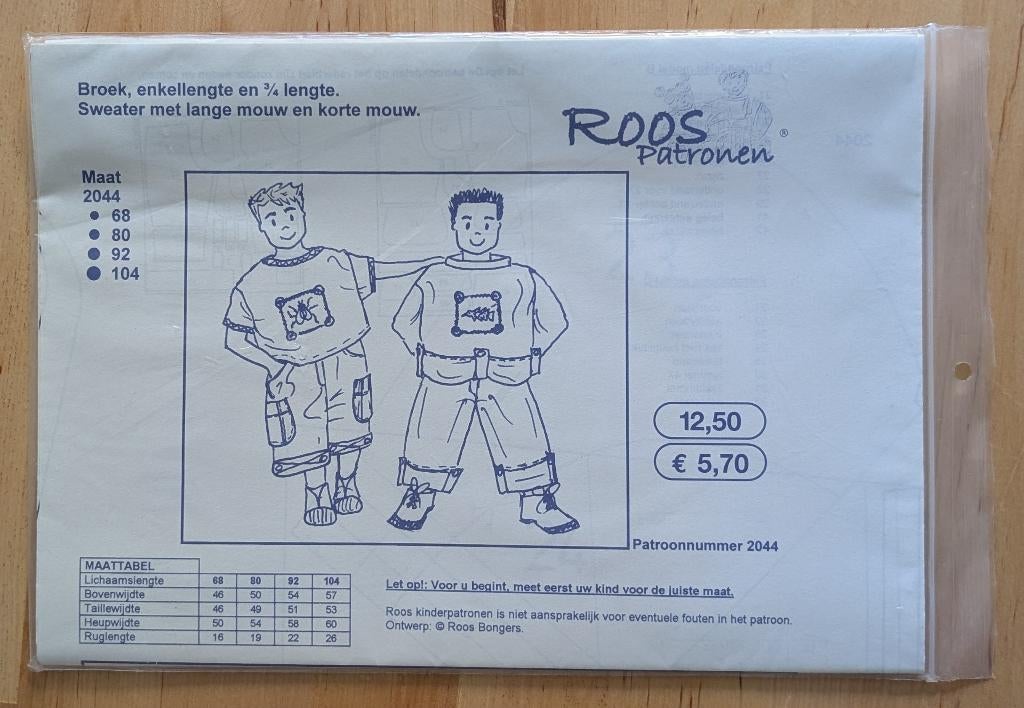 Broek, enkellengte en ¾ lengte.
Sweater met lange mouw en korte mouw.
ROOS
Patronen ®
Maat
2044
68
80
92
104
12,50
€ 5,70
Patroonnummer 2044
MAATTABEL
Lichaamslengte 68 80 92 104
Bovenwijdte 46 50 54 57
Taillewijdte 46 49 51 53
Heupwijdte 50 54 58 60
Ruglengte 16 19 22 26
Let op!: Voor u begint, meet eerst uw kind voor de juiste maat.
Roos kinderpatronen is niet aansprakelijk voor eventuele fouten in het patroon.
Ontwerp: © Roos Bongers.